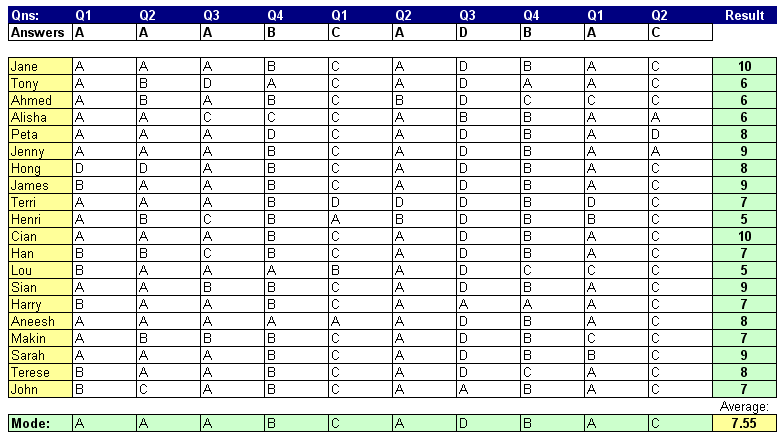 Qns: Q1 Q2 Q3 Q4 Q1 Q2 Q3 Q4 Q1 Q2 Result
Answers A A A B C A D B A C
Jane A A A B C A D B A C 10
Tony A B D A C A D A A C 6
Ahmed A B A B C B D C C C 6
Alisha A A C C C A B B A A 6
Peta A A A D C A D B A D 8
Jenny A A A B C A D B A A 9
Hong D D A B C A D B A C 8
James B A A B C A D B A C 9
Terri A A A B D D D B D C 7
Henri A B C B A B D B B C 5
Cian A A A B C A D B A C 10
Han B B C B C A D B A C 7
Lou B A A A B A D C C C 5
Sian A A B B C A D B A C 9
Harry B A A B C A A A A C 7
Aneesh A A A A A A D B A C 8
Makin A B B B C A D B C C 7
Sarah A A A B C A D B B C 9
Terese B A A B C A D C A C 8
John B C A B C A A B A C 7
Average:
Mode: A A A B C A D B A C 7.55